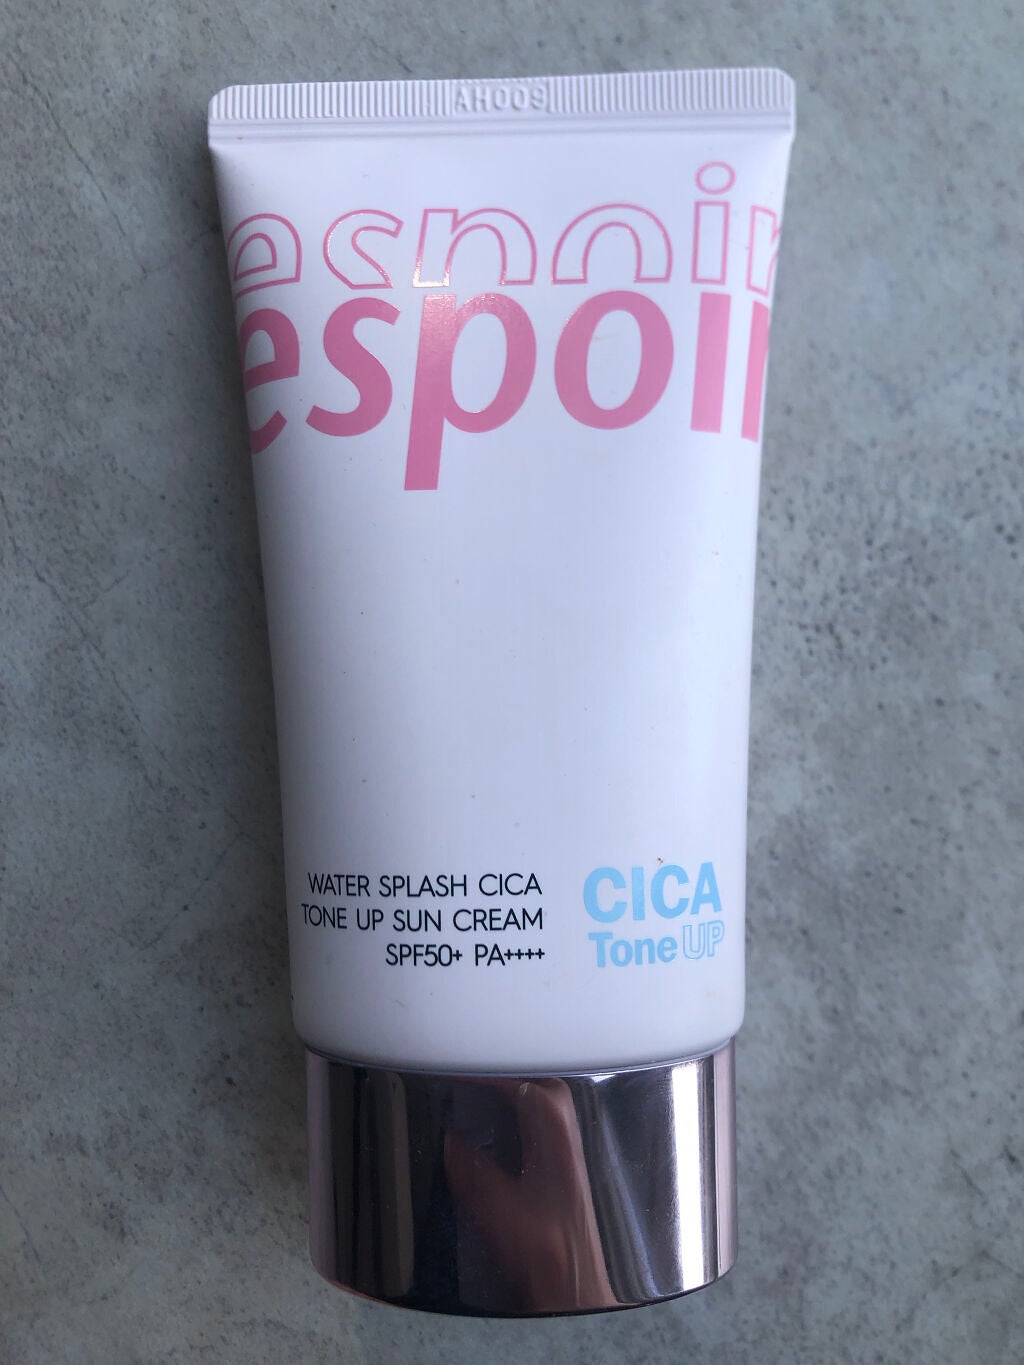 AH009
espoir
espoir
WATER SPLASH CICA
TONE UP SUN CREAM
SPF50+ PA++++
CICA
Tone UP